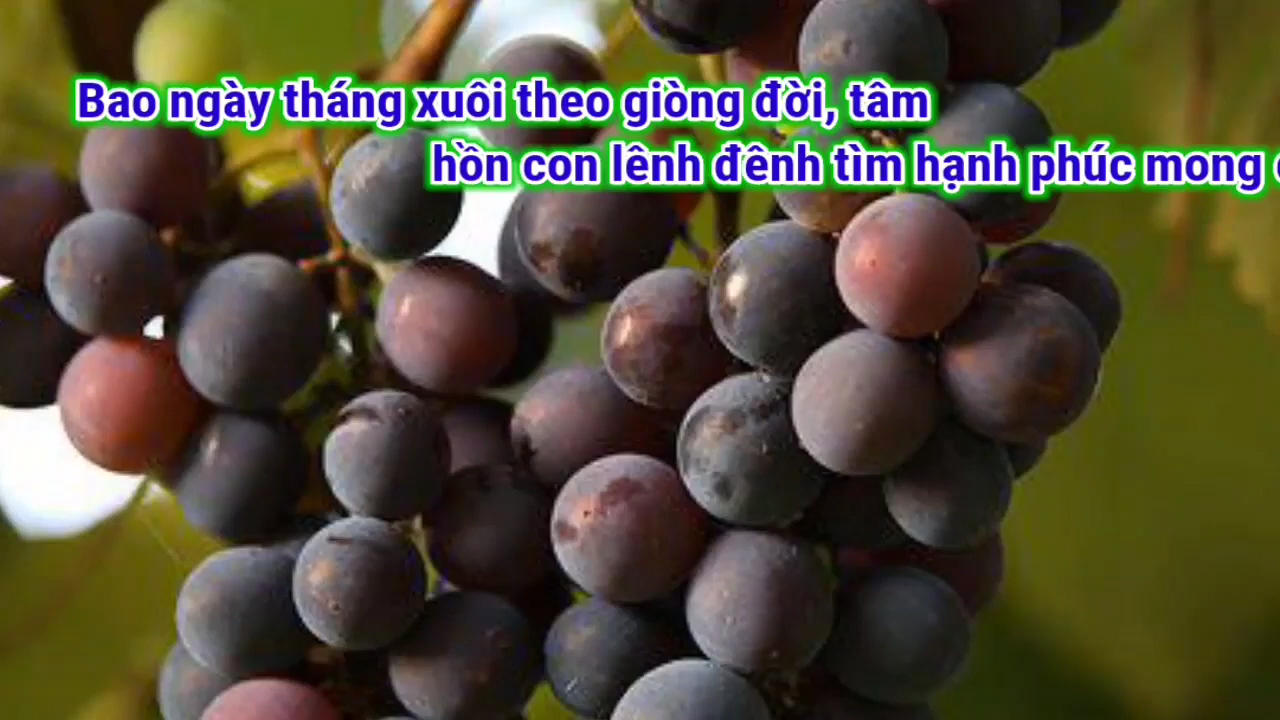 Bao ngày tháng xuôi theo giòng đời, tâm
hồn con lênh đênh tìm hạnh phúc mong